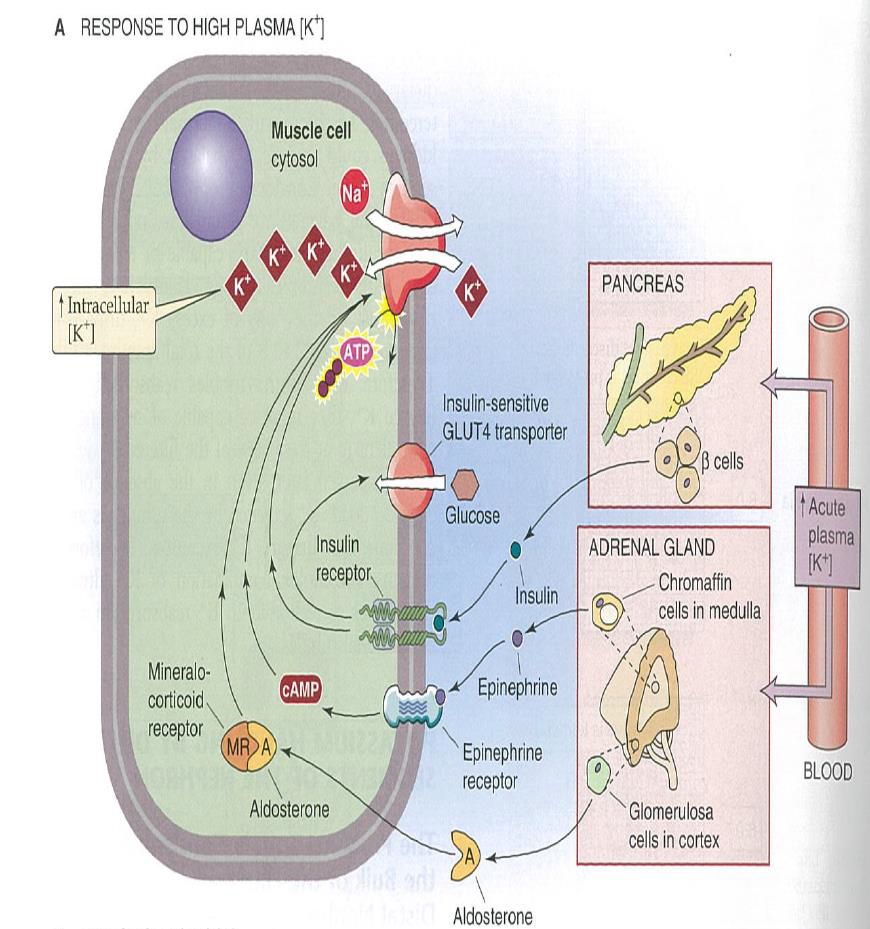 A RESPONSE TO HIGH PLASMA [K+]
Muscle cell
cytosol
Na+
K+
K+
K+
K+
K+
↑ Intracellular
[K+]
ATP
PANCREAS
β cells
Insulin-sensitive
GLUT4 transporter
Glucose
↑ Acute
plasma
[K+]
Insulin
receptor
Insulin
ADRENAL GLAND
Chromaffin
cells in medulla
Epinephrine
cAMP
Mineralo-
corticoid
receptor
MR A
Aldosterone
Epinephrine
receptor
BLOOD
Glomerulosa
cells in cortex
A
Aldosterone